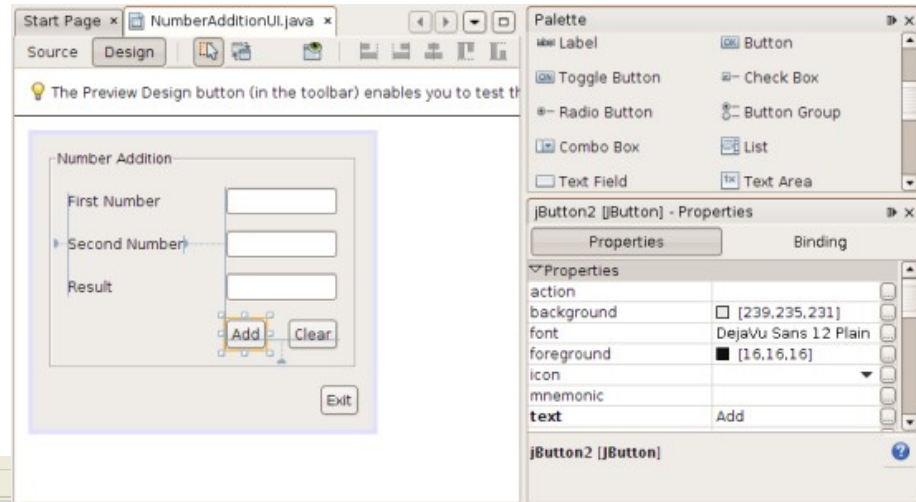 Start Page
NumberAdditionUI.java
Source Design
The Preview Design button (in the toolbar) enables you to test th
Number Addition
First Number
Second Number
Result
Add Clear
Exit
Palette
Label Button
Toggle Button Check Box
Radio Button Button Group
Combo Box List
Text Field Text Area
jButton2 [JButton] - Properties
Properties Binding
Properties
action
background [239,235,231]
font DejaVu Sans 12 Plain
foreground [16,16,16]
icon
mnemonic
text Add
jButton2 [JButton]